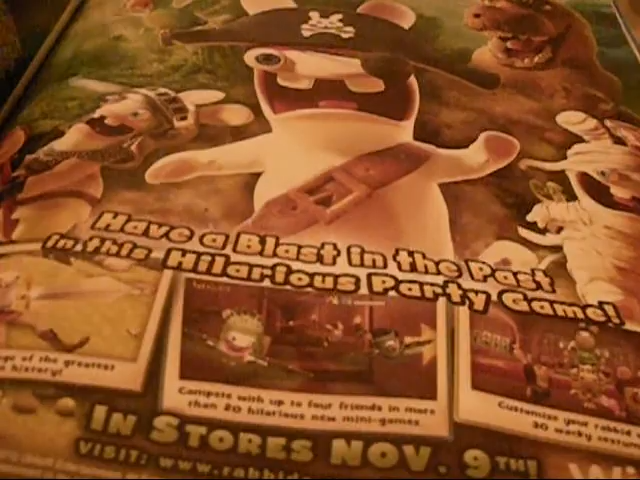 Have a Blast in the Past
in this Hilarious Party Game!
of the greatest
history!
Compete with up to four friends in more
than 20 hilarious new mini-games.
Customize your rabbid
20 wacky
IN STORES NOV. 9TH!
VISIT: www.rabbid